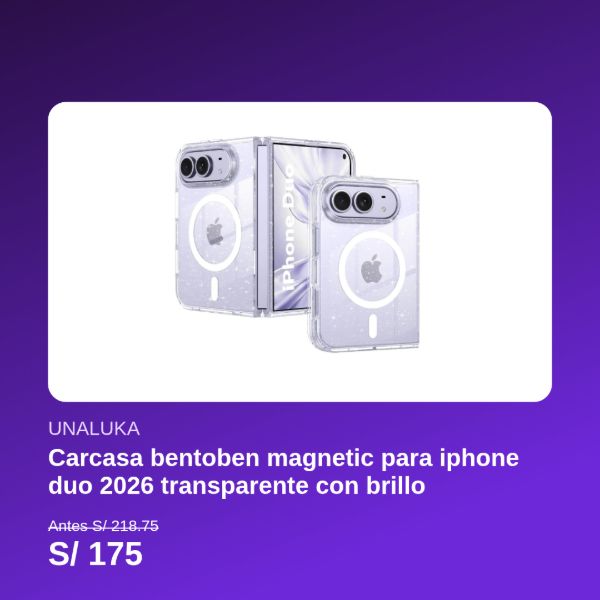 iPhone Duo
UNALUKA
Carcasa bentoben magnetic para iphone
duo 2026 transparente con brillo
Antes S/ 218.75
S/ 175